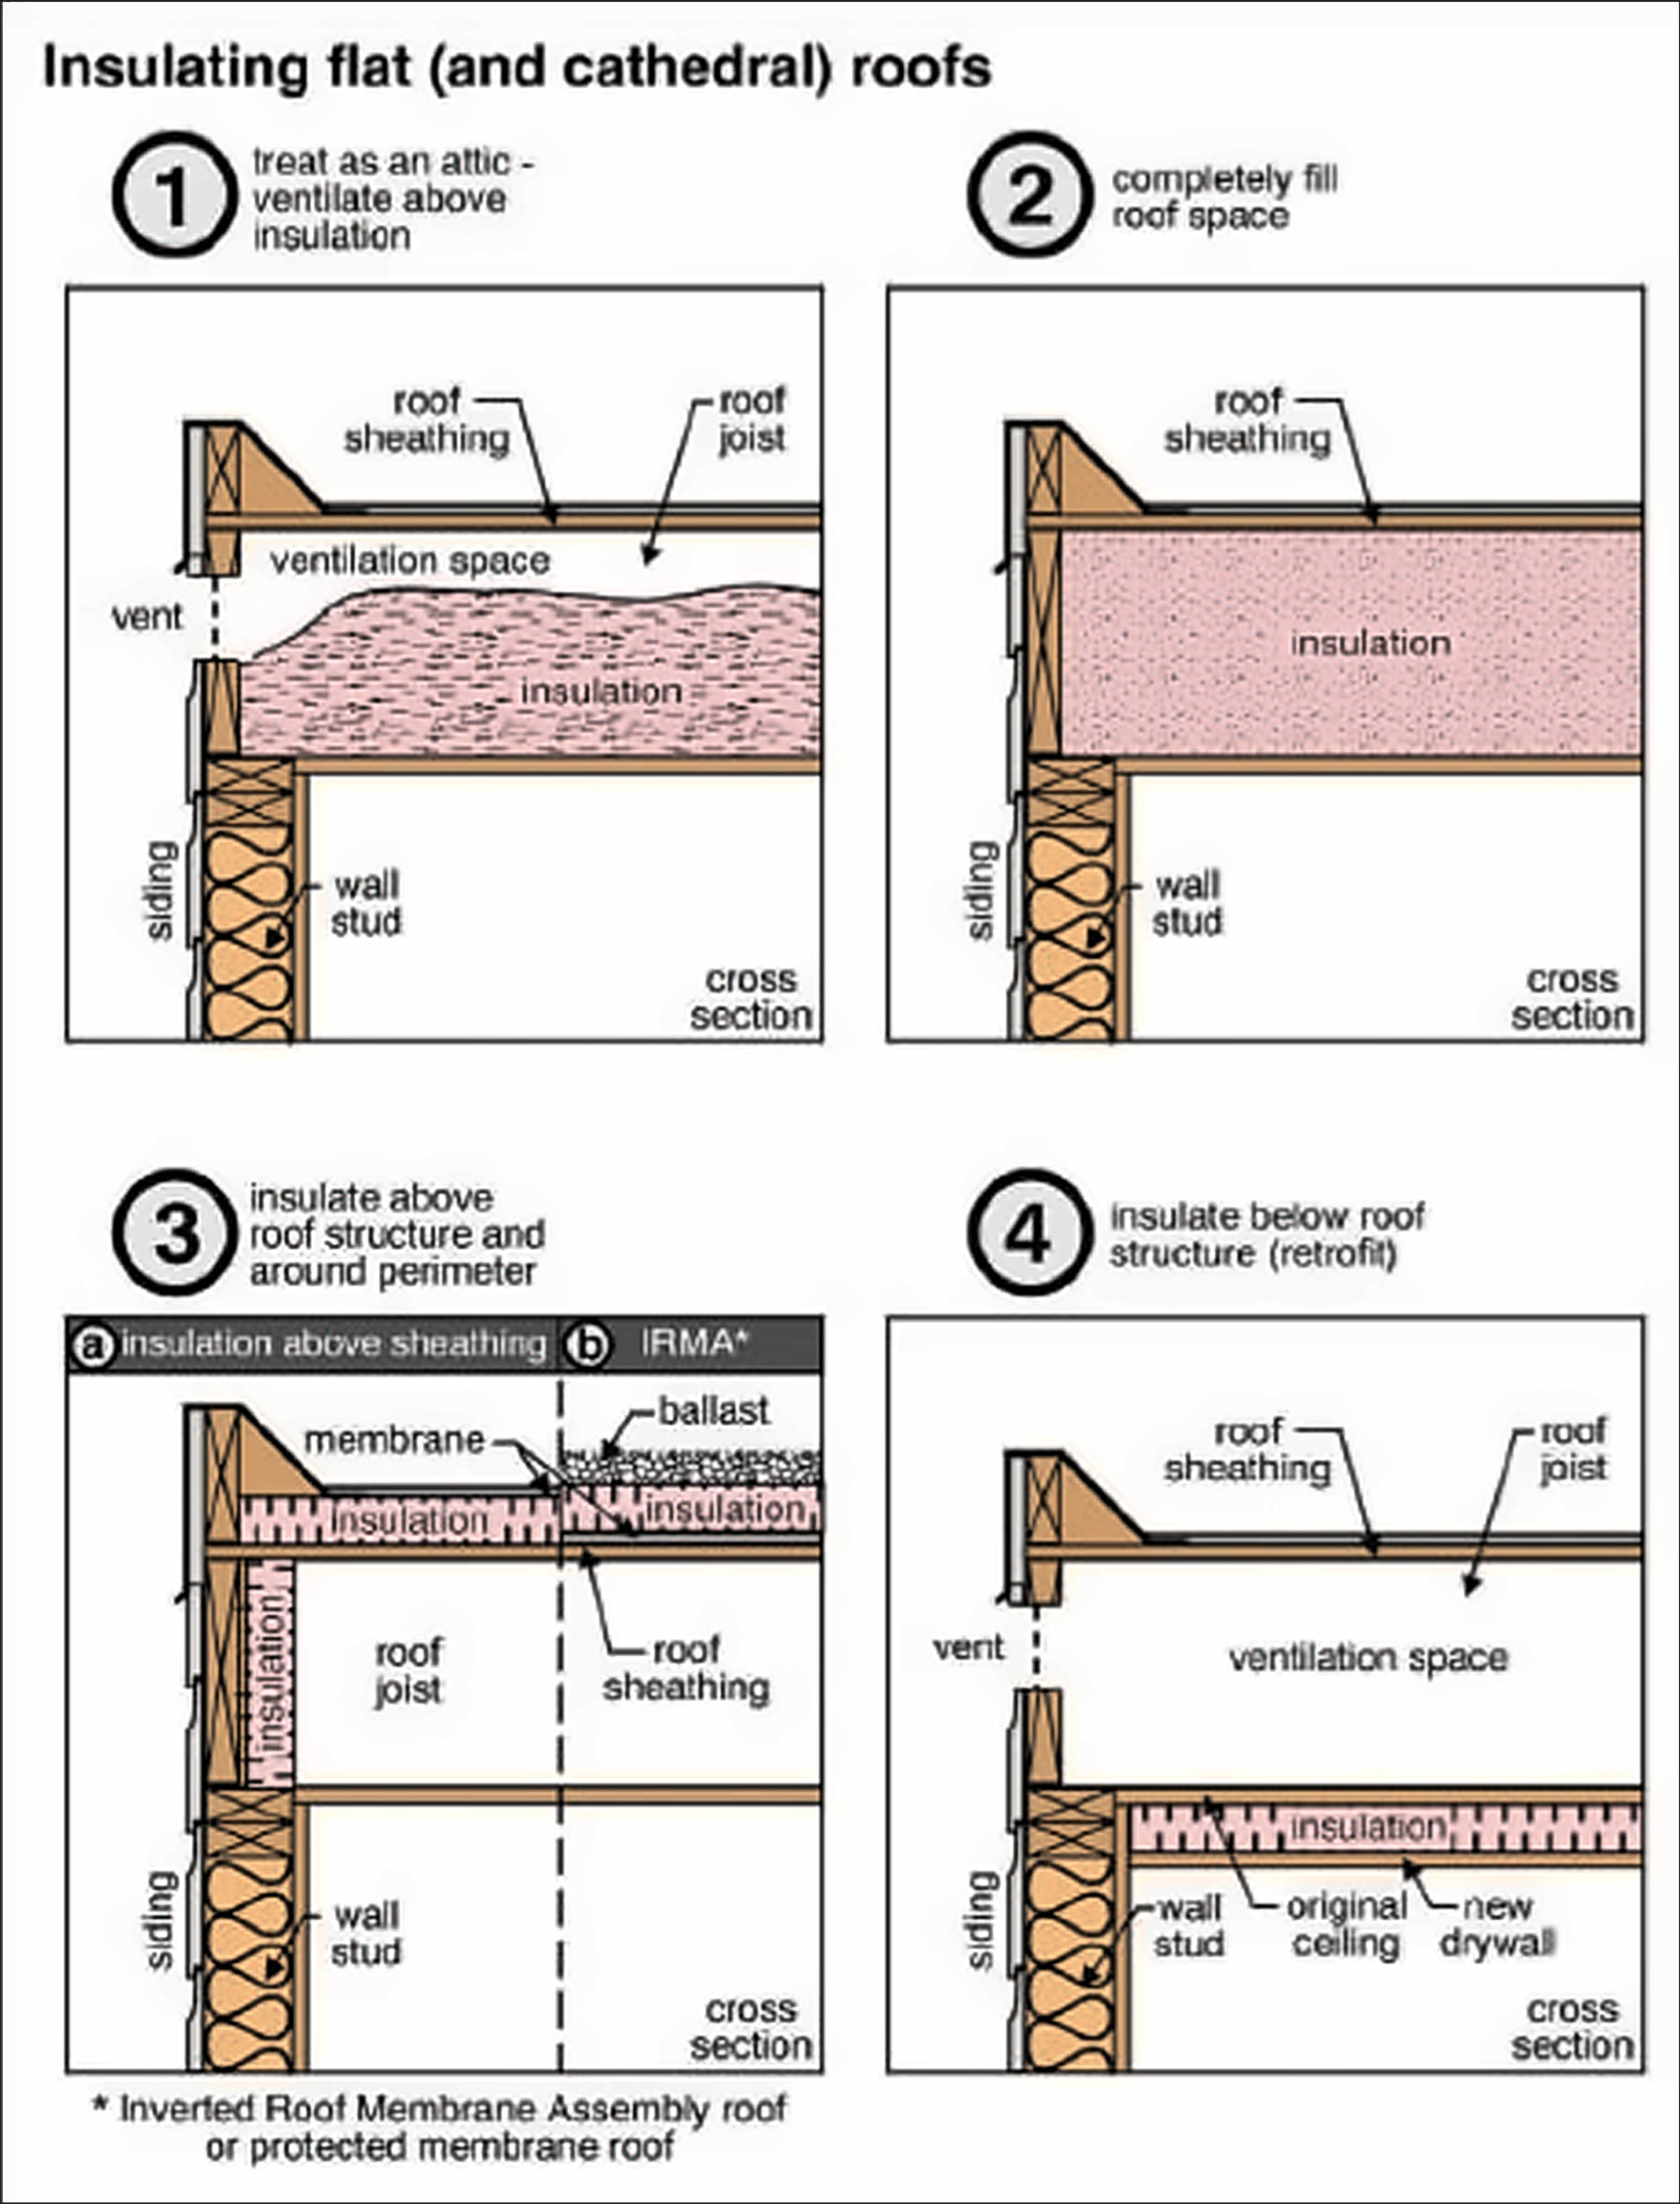 Insulating flat (and cathedral) roofs
1
treat as an attic -
ventilate above
insulation
roof
sheathing
roof
joist
ventilation space
vent
insulation
siding
wall
stud
cross
section
2
completely fill
roof space
roof
sheathing
insulation
siding
wall
stud
cross
section
3
insulate above
roof structure and
around perimeter
a insulation above sheathing
b IRMA*
ballast
membrane
insulation
insulation
insulation
roof
joist
roof
sheathing
siding
wall
stud
cross
section
* Inverted Roof Membrane Assembly roof
or protected membrane roof
4
insulate below roof
structure (retrofit)
roof
sheathing
roof
joist
vent
ventilation space
insulation
siding
wall
stud
original
ceiling
new
drywall
cross
section